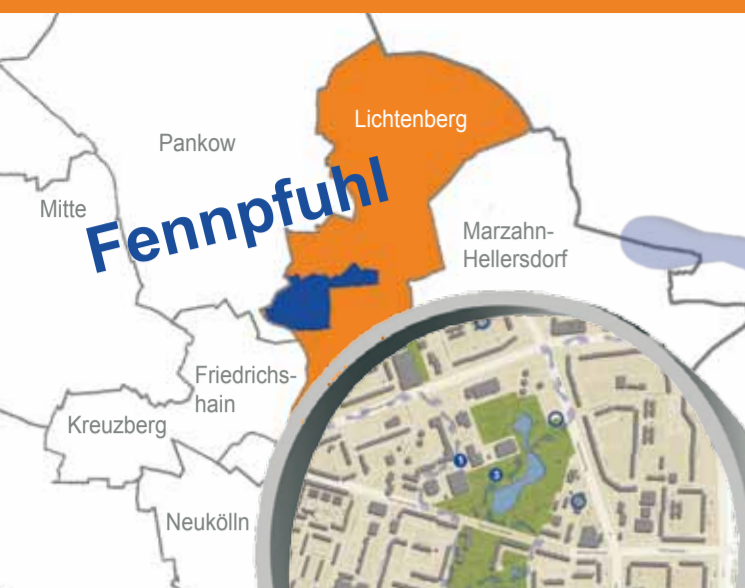 Lichtenberg
Pankow
Fennpfuhl
Mitte
Marzahn-
Hellersdorf
Friedrichs-
hain
Kreuzberg
Neukölln